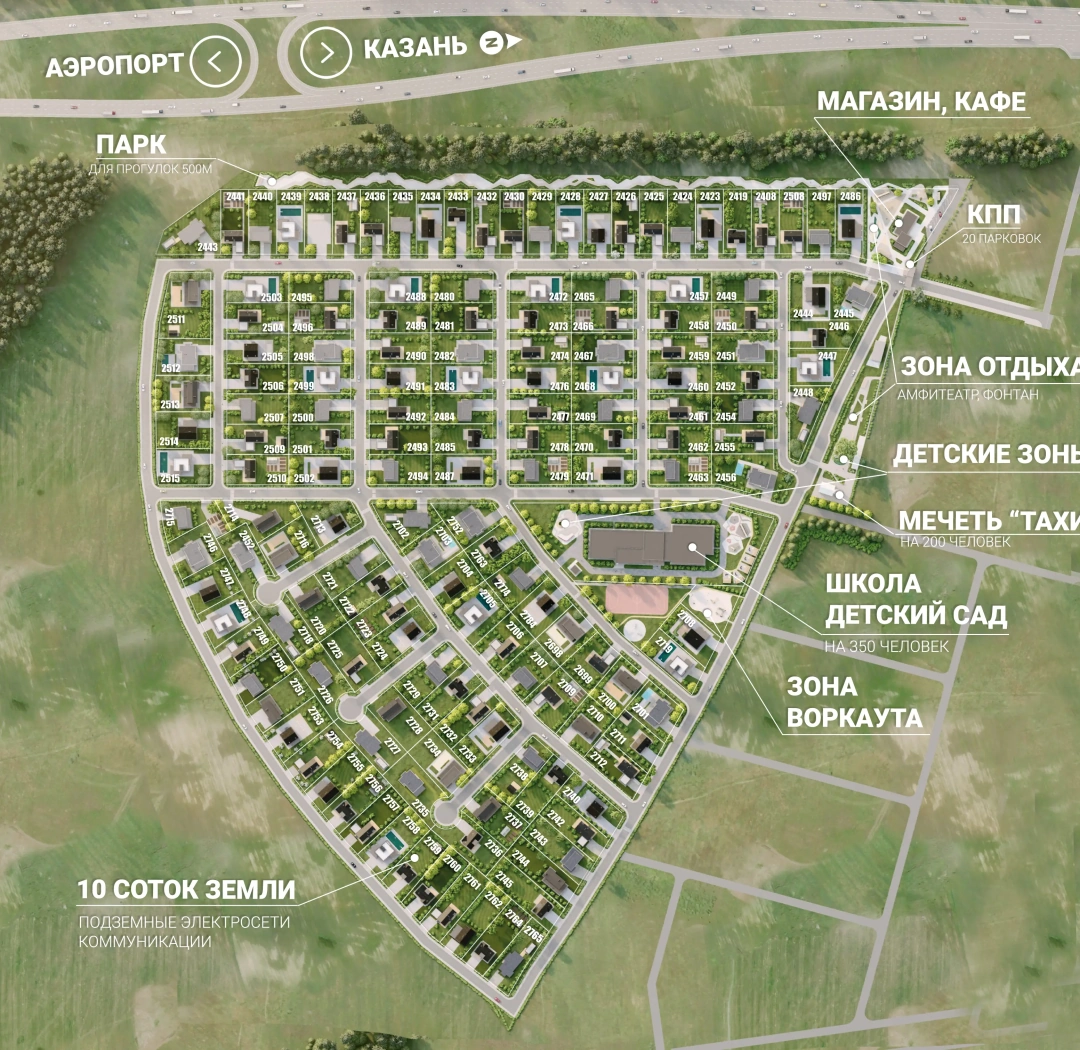 АЭРОПОРТ
КАЗАНЬ
N
МАГАЗИН, КАФЕ
ПАРК
ДЛЯ ПРОГУЛОК 500М
КПП
20 ПАРКОВОК
2441 2440 2439 2438 2437 2436 2435 2434 2433 2432 2430 2429 2428 2427 2426 2425 2424 2423 2419 2408 2508 2497 2486
2443
2503 2495 2488 2480 2472 2465 2457 2449
2444 2445
2511
2504 2496 2489 2481 2473 2466 2458 2450
2446
2505 2498 2490 2482 2474 2467 2459 2451
2447
2512
2506 2499 2491 2483 2476 2468 2460 2452
2448
2513
2507 2500 2492 2484 2477 2469 2461 2454
2514
2509 2501 2493 2485 2478 2470 2462 2455
2515
2510 2502 2494 2487 2479 2471 2463 2456
ЗОНА ОТДЫХА
АМФИТЕАТР, ФОНТАН
ДЕТСКИЕ ЗОНЫ
МЕЧЕТЬ “ТАХИ
НА 200 ЧЕЛОВЕК
ШКОЛА
ДЕТСКИЙ САД
НА 350 ЧЕЛОВЕК
ЗОНА
ВОРКАУТА
2715 2714 2452 2716 2713 2702 2703 2752
2746 2747 2748 2749 2750 2751 2753 2754 2755 2756 2757 2758 2759 2760 2761 2762 2764 2765
2721 2722 2723 2724
2720 2718 2725 2726
2704 2763 2705 2714 2706 2764 2707 2698 2709 2699 2710 2700 2711 2701 2712
2708 2719
2729 2731 2732 2733
2728 2727 2734 2735
2738 2740 2739 2742 2737 2743 2736 2744 2745
10 СОТОК ЗЕМЛИ
ПОДЗЕМНЫЕ ЭЛЕКТРОСЕТИ
КОММУНИКАЦИИ